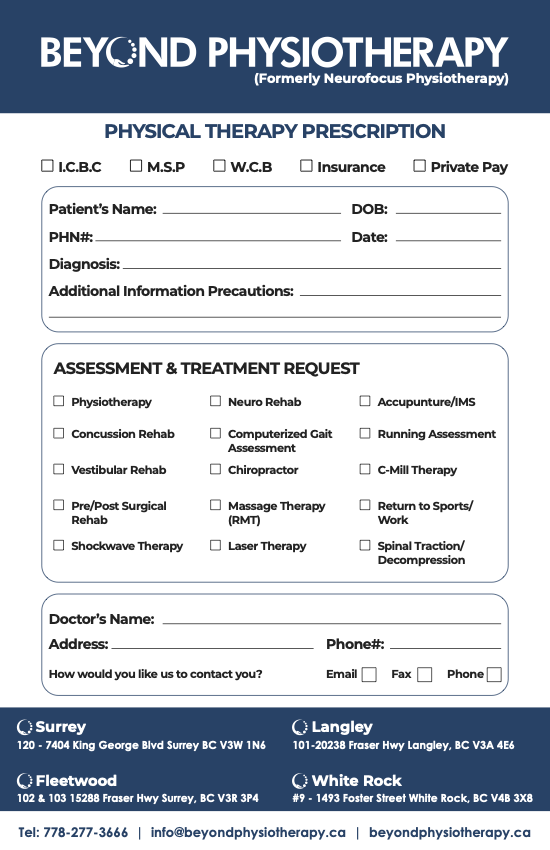 BEYOND PHYSIOTHERAPY
(Formerly Neurofocus Physiotherapy)
PHYSICAL THERAPY PRESCRIPTION
I.C.B.C M.S.P W.C.B Insurance Private Pay
Patient's Name: DOB:
PHN#: Date:
Diagnosis:
Additional Information Precautions:
ASSESSMENT & TREATMENT REQUEST
Physiotherapy Neuro Rehab Accupunture/IMS
Concussion Rehab Computerized Gait Assessment Running Assessment
Vestibular Rehab Chiropractor C-Mill Therapy
Pre/Post Surgical Rehab Massage Therapy (RMT) Return to Sports/ Work
Shockwave Therapy Laser Therapy Spinal Traction/ Decompression
Doctor's Name:
Address: Phone#:
How would you like us to contact you? Email Fax Phone
Surrey
120 - 7404 King George Blvd Surrey BC V3W 1N6
Langley
101-20238 Fraser Hwy Langley, BC V3A 4E6
Fleetwood
102 & 103 15288 Fraser Hwy Surrey, BC V3R 3P4
White Rock
#9 - 1493 Foster Street White Rock, BC V4B 3X8
Tel: 778-277-3666 | info@beyondphysiotherapy.ca | beyondphysiotherapy.ca